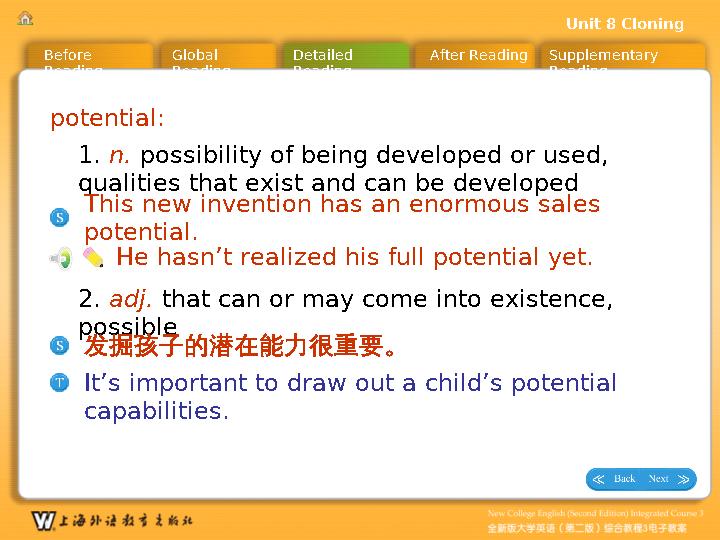 Unit 8 Cloning
Before Reading
Global Reading
Detailed Reading
After Reading
Supplementary Reading
potential:
1. n. possibility of being developed or used,
qualities that exist and can be developed
S
This new invention has an enormous sales
potential.
He hasn’t realized his full potential yet.
2. adj. that can or may come into existence,
possible
S
发掘孩子的潜在能力很重要。
T
It’s important to draw out a child’s potential
capabilities.
Back Next
W 上海外语教育出版社
New College English (Second Edition) Integrated Course 3
全新版大学英语（第二版）综合教程3电子教案